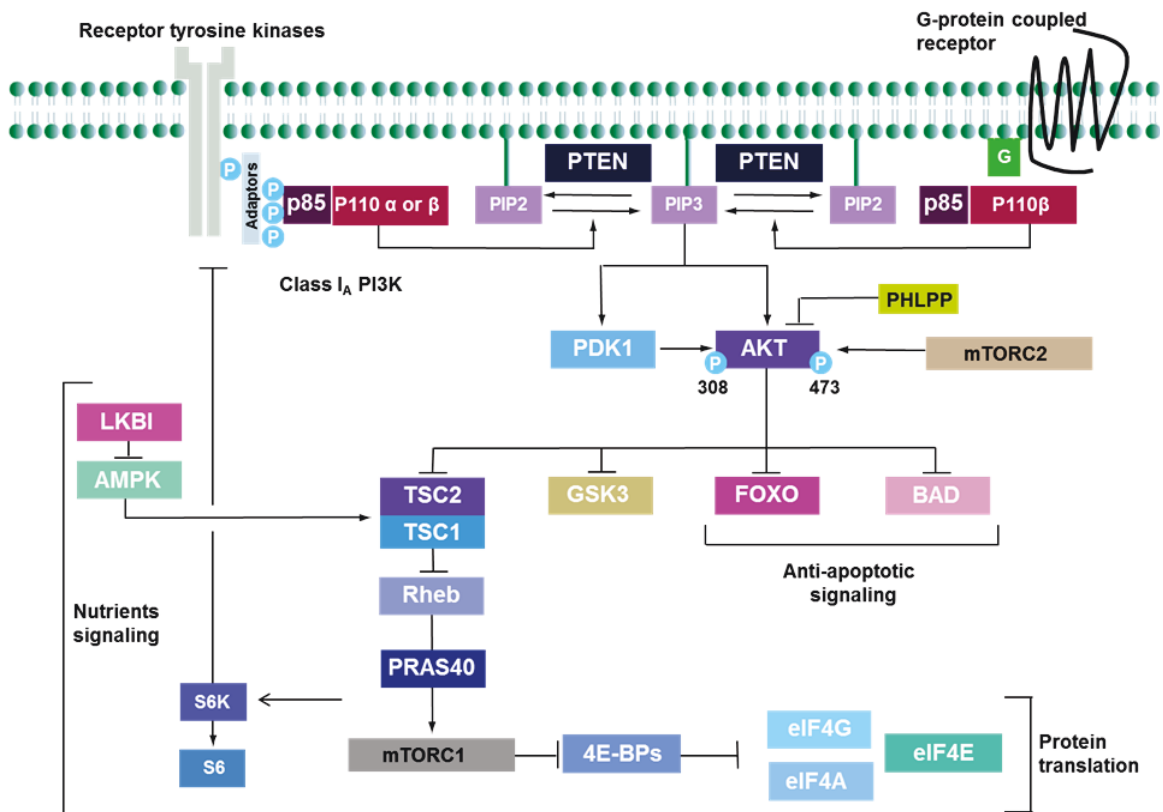 Receptor tyrosine kinases
G-protein coupled
receptor
P
Adaptors
P
P
P
p85
P110 α or β
PTEN
PTEN
PIP2
PIP3
PIP2
G
p85
P110β
Class IA PI3K
PHLPP
PDK1
AKT
mTORC2
P
P
308
473
LKBI
AMPK
TSC2
TSC1
GSK3
FOXO
BAD
Rheb
Anti-apoptotic
signaling
Nutrients
signaling
PRAS40
S6K
S6
mTORC1
4E-BPs
eIF4G
eIF4A
eIF4E
Protein
translation